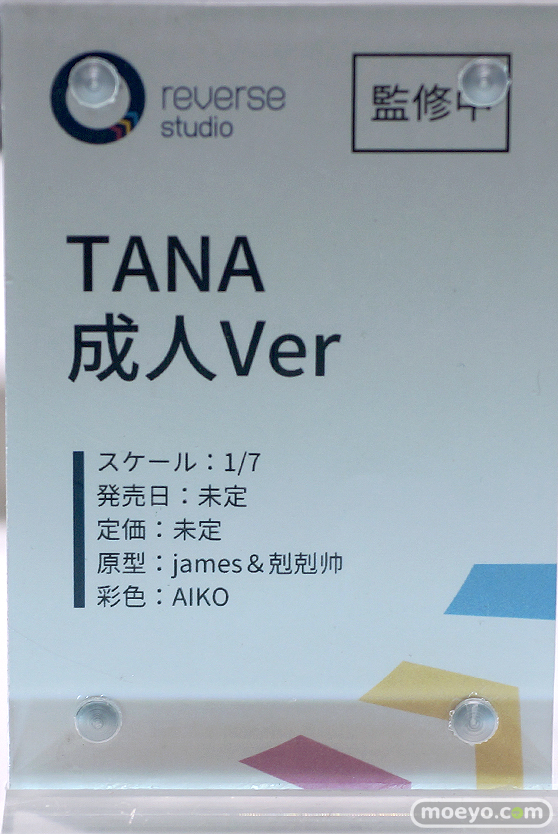 reverse
studio
監修中
TANA
成人Ver
スケール：1/7
発売日：未定
定価：未定
原型：james＆剋剋帅
彩色：AIKO
moeyo.com